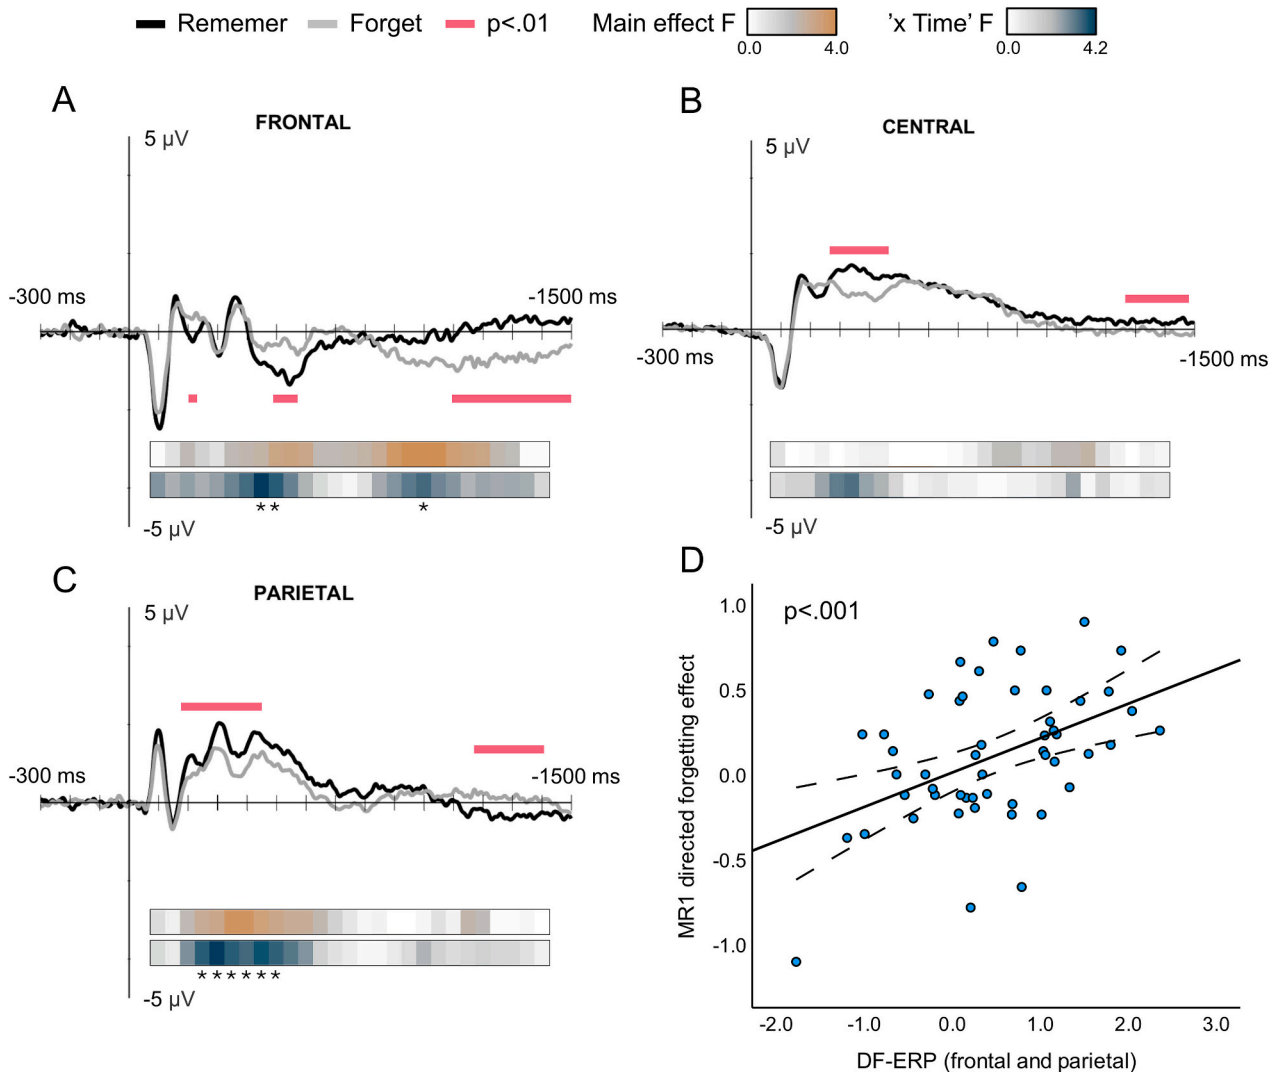 Rememer Forget p<.01 Main effect F 0.0 4.0 'x Time' F 0.0 4.2
A
FRONTAL
5 µV
-300 ms
-1500 ms
**
*
-5 µV
B
CENTRAL
5 µV
-300 ms
-1500 ms
-5 µV
C
PARIETAL
5 µV
-300 ms
-1500 ms
******
-5 µV
D
p<.001
MR1 directed forgetting effect
1.0
0.5
0.0
-0.5
-1.0
-2.0 -1.0 0.0 1.0 2.0 3.0
DF-ERP (frontal and parietal)